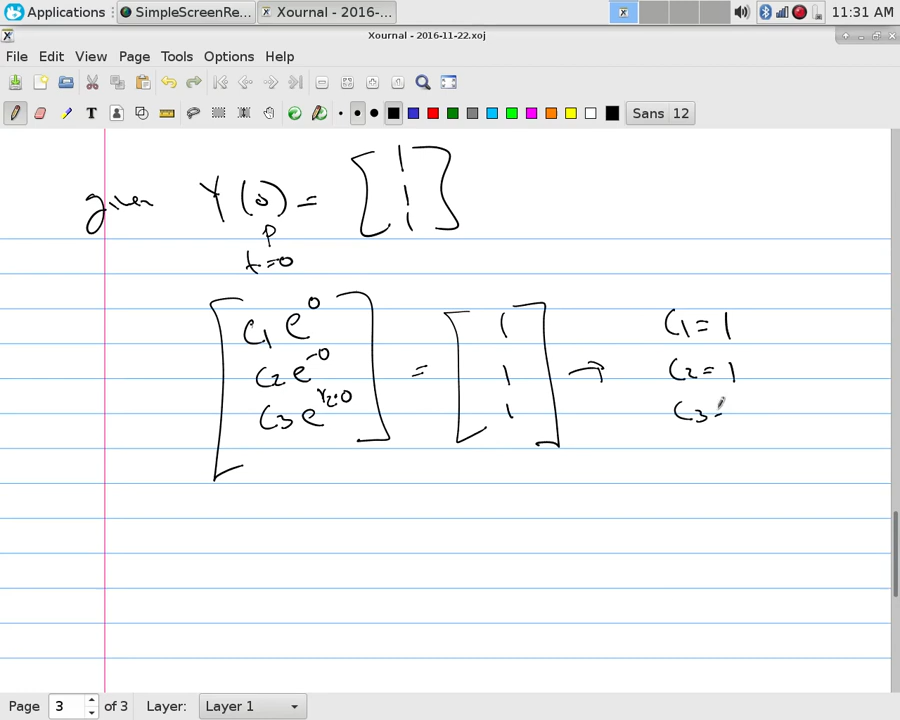 Applications SimpleScreenRe... Xournal - 2016-... 11:31 AM
Xournal - 2016-11-22.xoj
File Edit View Page Tools Options Help
T Sans 12
given Y(0) = [1
1
1]
t=0
[c1 e^0
c2 e^-0
c3 e^½·0] = [1
1
1] → c1 = 1
c2 = 1
c3 =
Page 3 of 3 Layer: Layer 1